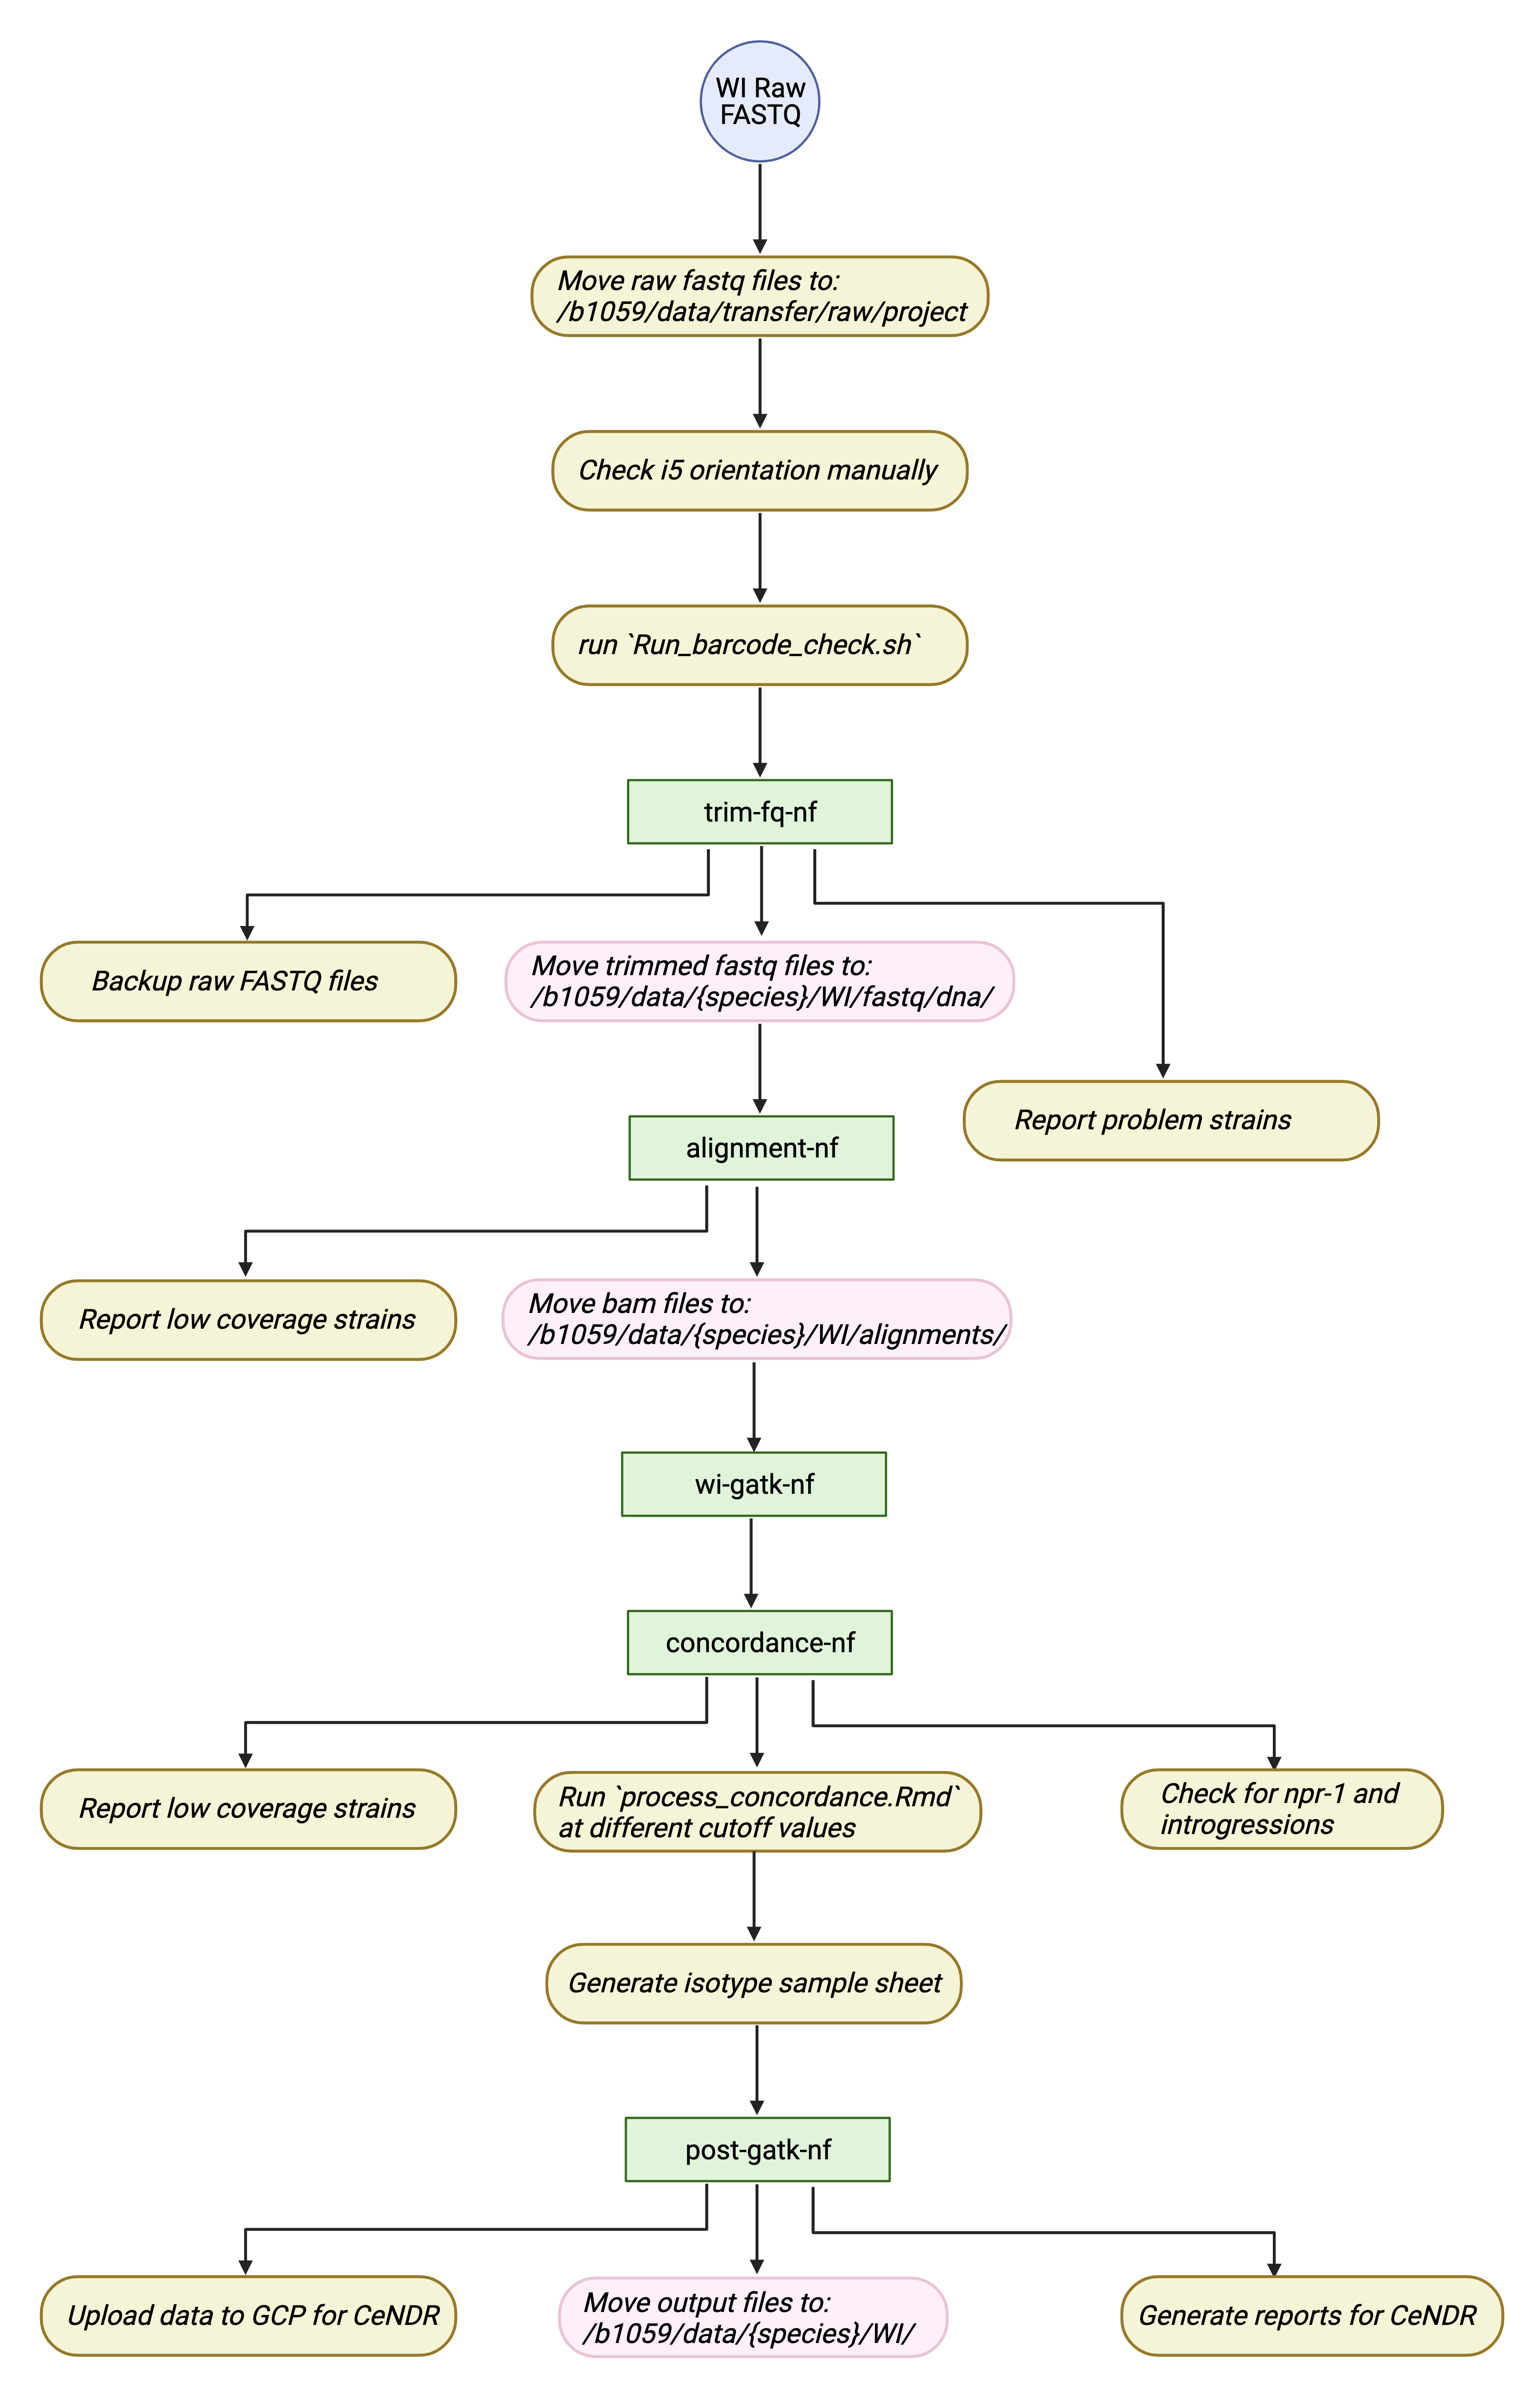 WI Raw
FASTQ
Move raw fastq files to:
/b1059/data/transfer/raw/project
Check i5 orientation manually
run `Run_barcode_check.sh`
trim-fq-nf
Backup raw FASTQ files
Move trimmed fastq files to:
/b1059/data/{species}/WI/fastq/dna/
Report problem strains
alignment-nf
Report low coverage strains
Move bam files to:
/b1059/data/{species}/WI/alignments/
wi-gatk-nf
concordance-nf
Report low coverage strains
Run `process_concordance.Rmd`
at different cutoff values
Check for npr-1 and
introgressions
Generate isotype sample sheet
post-gatk-nf
Upload data to GCP for CeNDR
Move output files to:
/b1059/data/{species}/WI/
Generate reports for CeNDR